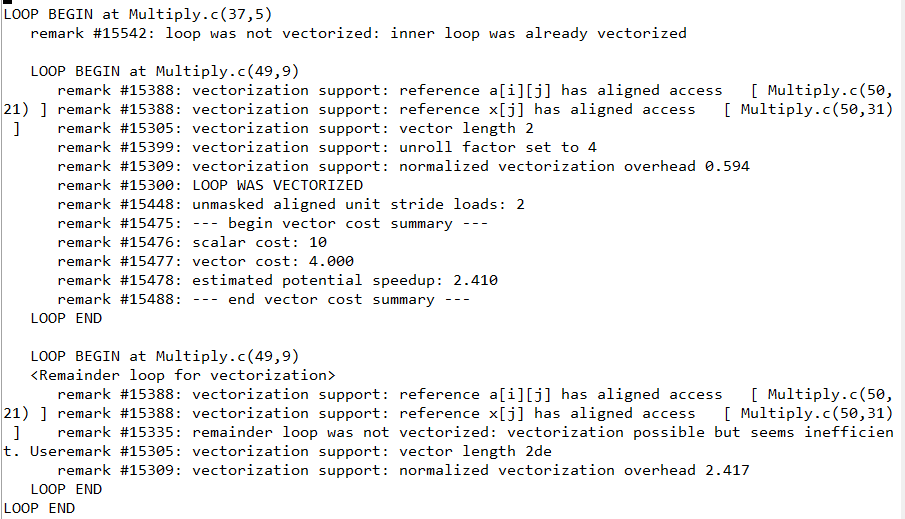 LOOP BEGIN at Multiply.c(37,5)
   remark #15542: loop was not vectorized: inner loop was already vectorized
   LOOP BEGIN at Multiply.c(49,9)
      remark #15388: vectorization support: reference a[i][j] has aligned access   [ Multiply.c(50,
21) ] remark #15388: vectorization support: reference x[j] has aligned access   [ Multiply.c(50,31)
 ]    remark #15305: vectorization support: vector length 2
      remark #15399: vectorization support: unroll factor set to 4
      remark #15309: vectorization support: normalized vectorization overhead 0.594
      remark #15300: LOOP WAS VECTORIZED
      remark #15448: unmasked aligned unit stride loads: 2
      remark #15475: --- begin vector cost summary ---
      remark #15476: scalar cost: 10
      remark #15477: vector cost: 4.000
      remark #15478: estimated potential speedup: 2.410
      remark #15488: --- end vector cost summary ---
   LOOP END
   LOOP BEGIN at Multiply.c(49,9)
   <Remainder loop for vectorization>
      remark #15388: vectorization support: reference a[i][j] has aligned access   [ Multiply.c(50,
21) ] remark #15388: vectorization support: reference x[j] has aligned access   [ Multiply.c(50,31)
 ]    remark #15335: remainder loop was not vectorized: vectorization possible but seems inefficien
t. Useremark #15305: vectorization support: vector length 2de
      remark #15309: vectorization support: normalized vectorization overhead 2.417
   LOOP END
LOOP END